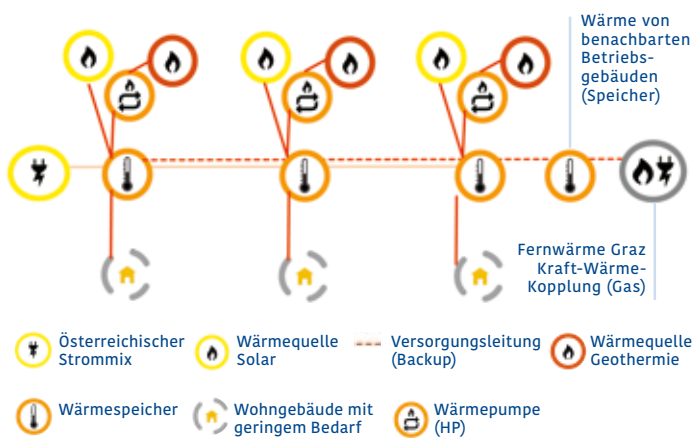 Wärme von
benachbarten
Betriebs-
gebäuden
(Speicher)
Fernwärme Graz
Kraft-Wärme-
Kopplung (Gas)
Österreichischer
Strommix
Wärmequelle
Solar
Versorgungsleitung
(Backup)
Wärmequelle
Geothermie
Wärmespeicher
Wohngebäude mit
geringem Bedarf
Wärmepumpe
(HP)